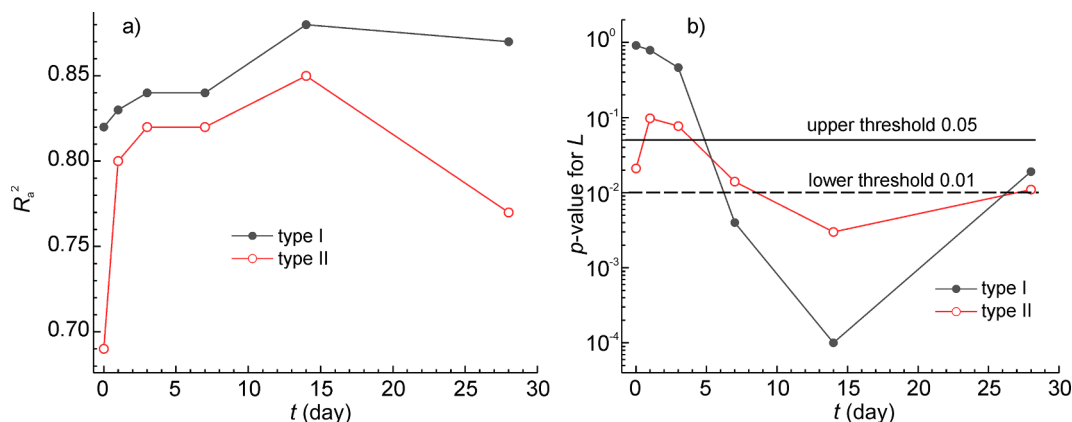 a)
0.85
0.80
0.75
0.70
R_a^2
type I
type II
0 5 10 15 20 25 30
t (day)
b)
10^0
10^-1
10^-2
10^-3
10^-4
p-value for L
upper threshold 0.05
lower threshold 0.01
type I
type II
0 5 10 15 20 25 30
t (day)